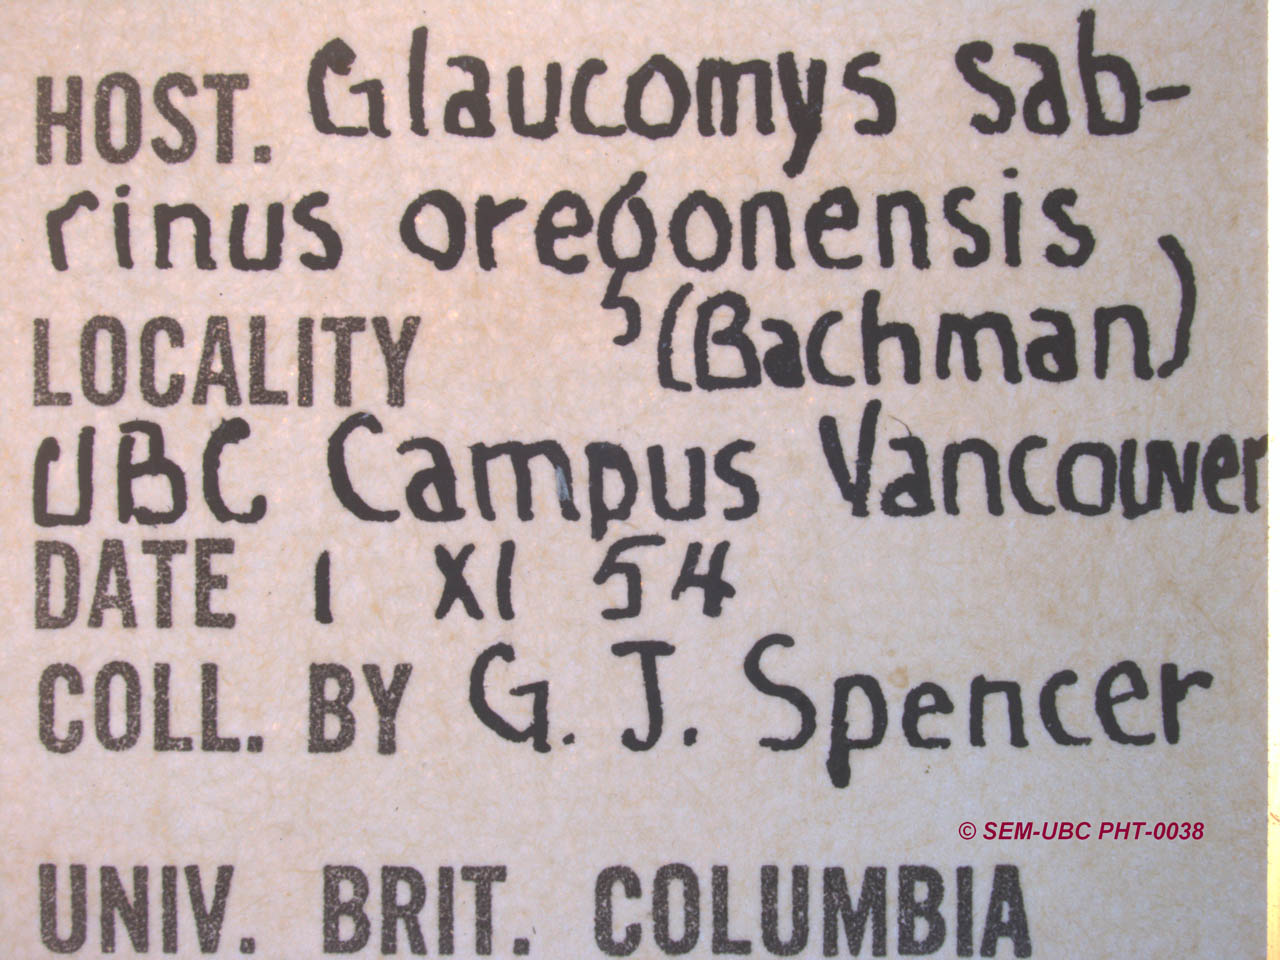 HOST. Glaucomys sab-
rinus oregonensis
LOCALITY (Bachman)
UBC Campus Vancouver
DATE 1 XI 54
COLL. BY G. J. Spencer
© SEM-UBC PHT-0038
UNIV. BRIT. COLUMBIA